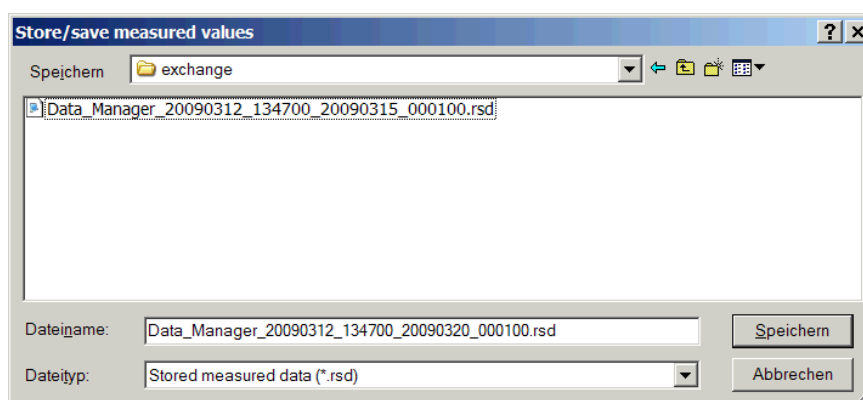 Store/save measured values
Speichern exchange
Data_Manager_20090312_134700_20090315_000100.rsd
Dateiname: Data_Manager_20090312_134700_20090320_000100.rsd Speichern
Dateityp: Stored measured data (*.rsd) Abbrechen